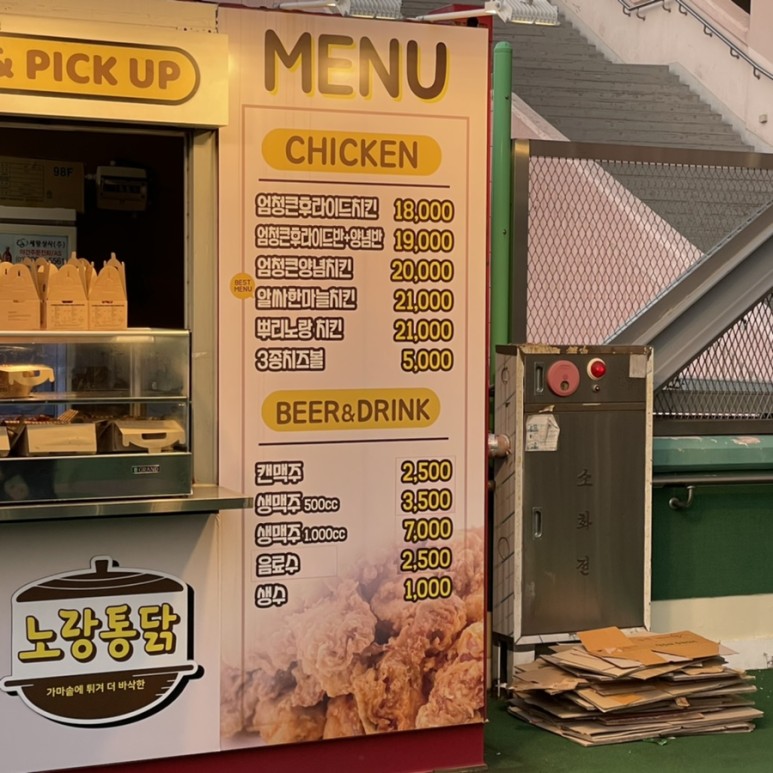 & PICK UP
98F
MENU
CHICKEN
엄청큰후라이드치킨 18,000
엄청큰후라이드반+양념반 19,000
엄청큰양념치킨 20,000
BEST MENU
알싸한마늘치킨 21,000
뿌리노랑 치킨 21,000
3종치즈볼 5,000
BEER&DRINK
캔맥주 2,500
생맥주 500cc 3,500
생맥주 1.000cc 7,000
음료수 2,500
생수 1,000
노랑통닭
가마솥에 튀겨 더 바삭한
소화전